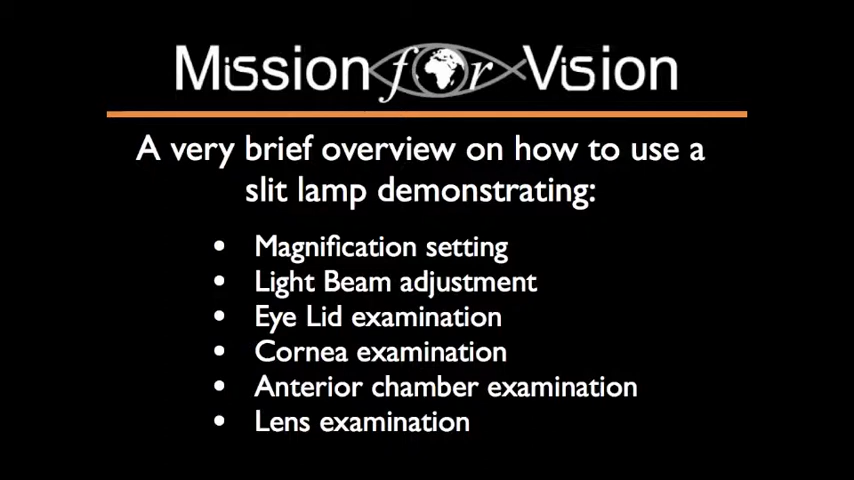 Mission for Vision
A very brief overview on how to use a
slit lamp demonstrating:
• Magnification setting
• Light Beam adjustment
• Eye Lid examination
• Cornea examination
• Anterior chamber examination
• Lens examination